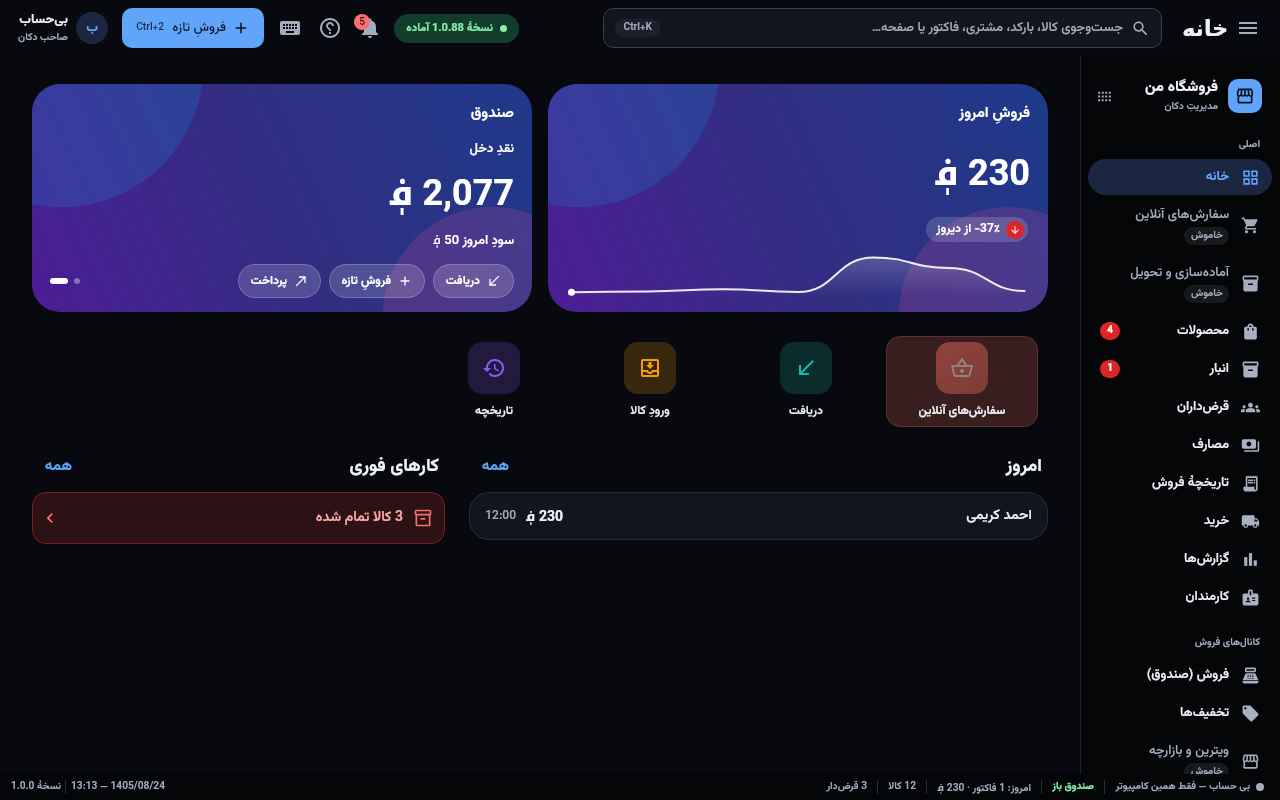 خانه
جست‌وجوی کالا، بارکد، مشتری، فاکتور یا صفحه…
Ctrl+K
نسخهٔ 1.0.88 آماده
5
فروشِ تازه
Ctrl+2
ب
بی‌حساب
صاحب دکان
فروشگاه من
مدیریتِ دکان
اصلی
خانه
سفارش‌های آنلاین
خاموش
آماده‌سازی و تحویل
خاموش
محصولات
4
انبار
1
قرض‌داران
مصارف
تاریخچهٔ فروش
خرید
گزارش‌ها
کارمندان
کانال‌های فروش
فروش (صندوق)
تخفیف‌ها
ویترین و بازارچه
خاموش
فروشِ امروز
230 ؋
-37٪ از دیروز
صندوق
نقدِ دخل
2,077 ؋
سودِ امروز 50 ؋
دریافت
فروشِ تازه
پرداخت
سفارش‌های آنلاین
دریافت
ورودِ کالا
تاریخچه
امروز
همه
احمد کریمی
230 ؋
12:00
کارهای فوری
همه
3 کالا تمام شده
بی حساب — فقط همین کامپیوتر
صندوق باز
امروز: 1 فاکتور · 230 ؋
12 کالا
3 قرض‌دار
1405/08/24 — 13:13
نسخهٔ 1.0.0